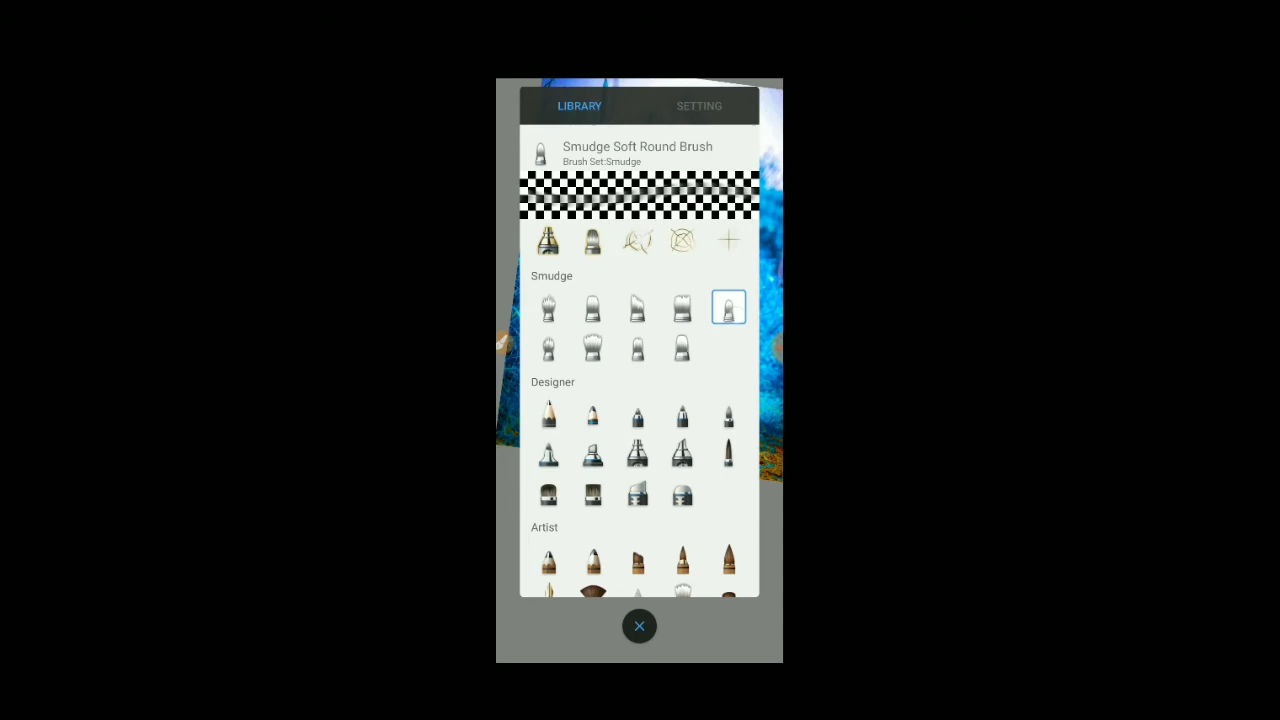 LIBRARY
SETTING
Smudge Soft Round Brush
Brush Set:Smudge
Smudge
Designer
Artist